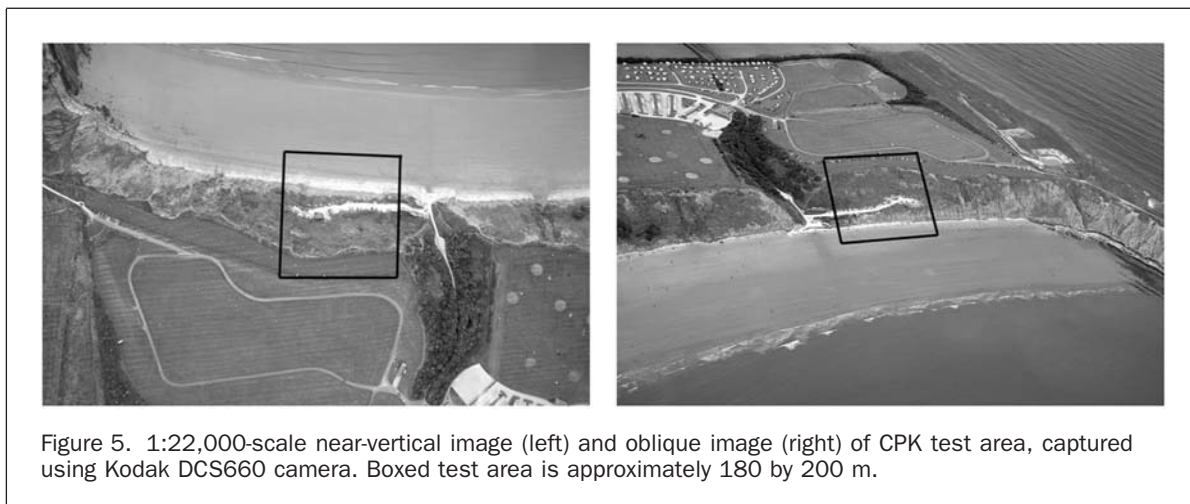 Figure 5. 1:22,000-scale near-vertical image (left) and oblique image (right) of CPK test area, captured
using Kodak DCS660 camera. Boxed test area is approximately 180 by 200 m.